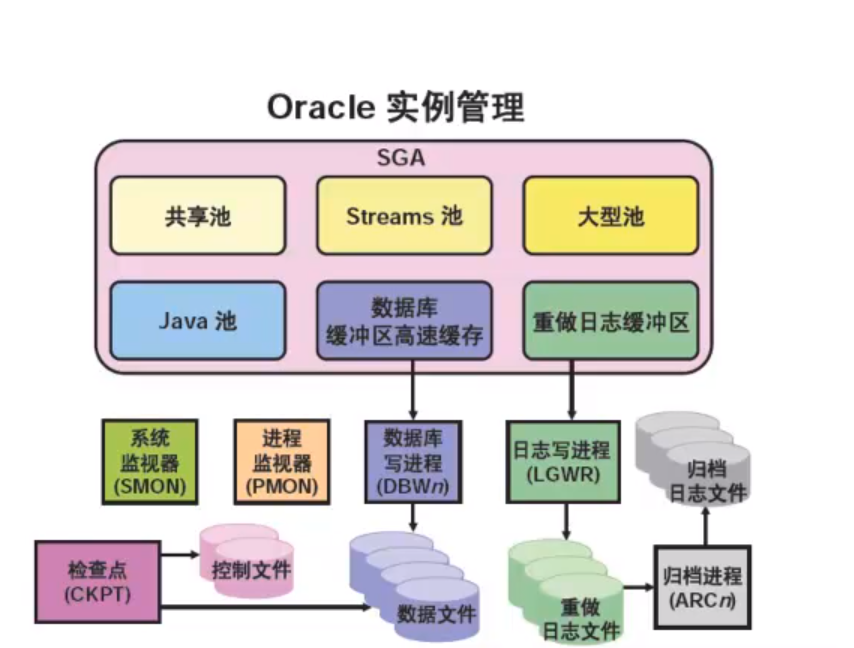 Oracle 实例管理
SGA
共享池
Streams 池
大型池
Java 池
数据库
缓冲区高速缓存
重做日志缓冲区
系统
监视器
(SMON)
进程
监视器
(PMON)
数据库
写进程
(DBWn)
日志写进程
(LGWR)
归档
日志文件
检查点
(CKPT)
控制文件
数据文件
重做
日志文件
归档进程
(ARCn)